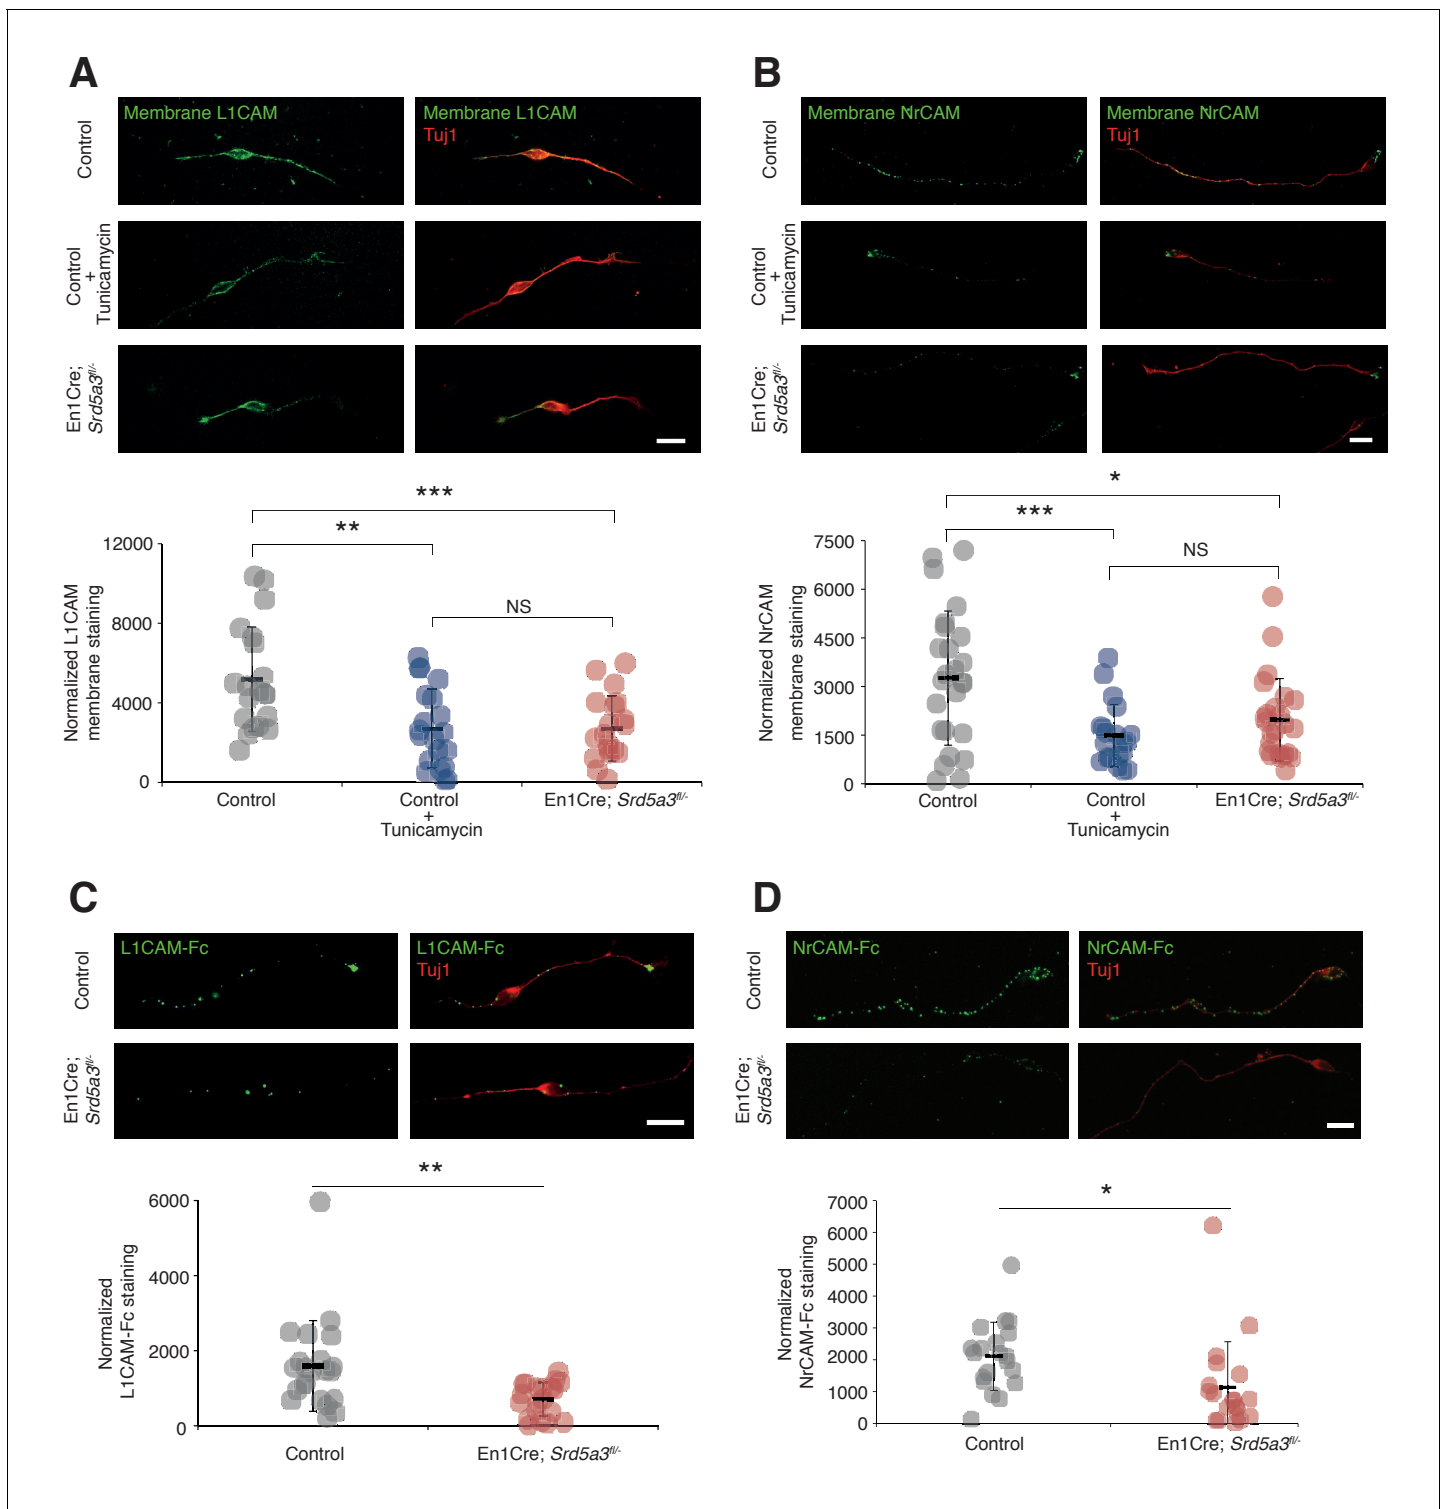 A
Membrane L1CAM
Membrane L1CAM
Tuj1
Control
Control
+
Tunicamycin
En1Cre;
Srd5a3fl/-
***
**
NS
12000
8000
4000
0
Normalized L1CAM
membrane staining
Control
Control
+
Tunicamycin
En1Cre; Srd5a3fl/-
B
Membrane NrCAM
Membrane NrCAM
Tuj1
Control
Control
+
Tunicamycin
En1Cre;
Srd5a3fl/-
*
***
NS
7500
6000
4500
3000
1500
0
Normalized NrCAM
membrane staining
Control
Control
+
Tunicamycin
En1Cre; Srd5a3fl/-
C
L1CAM-Fc
L1CAM-Fc
Tuj1
Control
En1Cre;
Srd5a3fl/-
**
6000
4000
2000
0
Normalized
L1CAM-Fc staining
Control
En1Cre; Srd5a3fl/-
D
NrCAM-Fc
NrCAM-Fc
Tuj1
Control
En1Cre;
Srd5a3fl/-
*
7000
6000
5000
4000
3000
2000
1000
0
Normalized
NrCAM-Fc staining
Control
En1Cre; Srd5a3fl/-